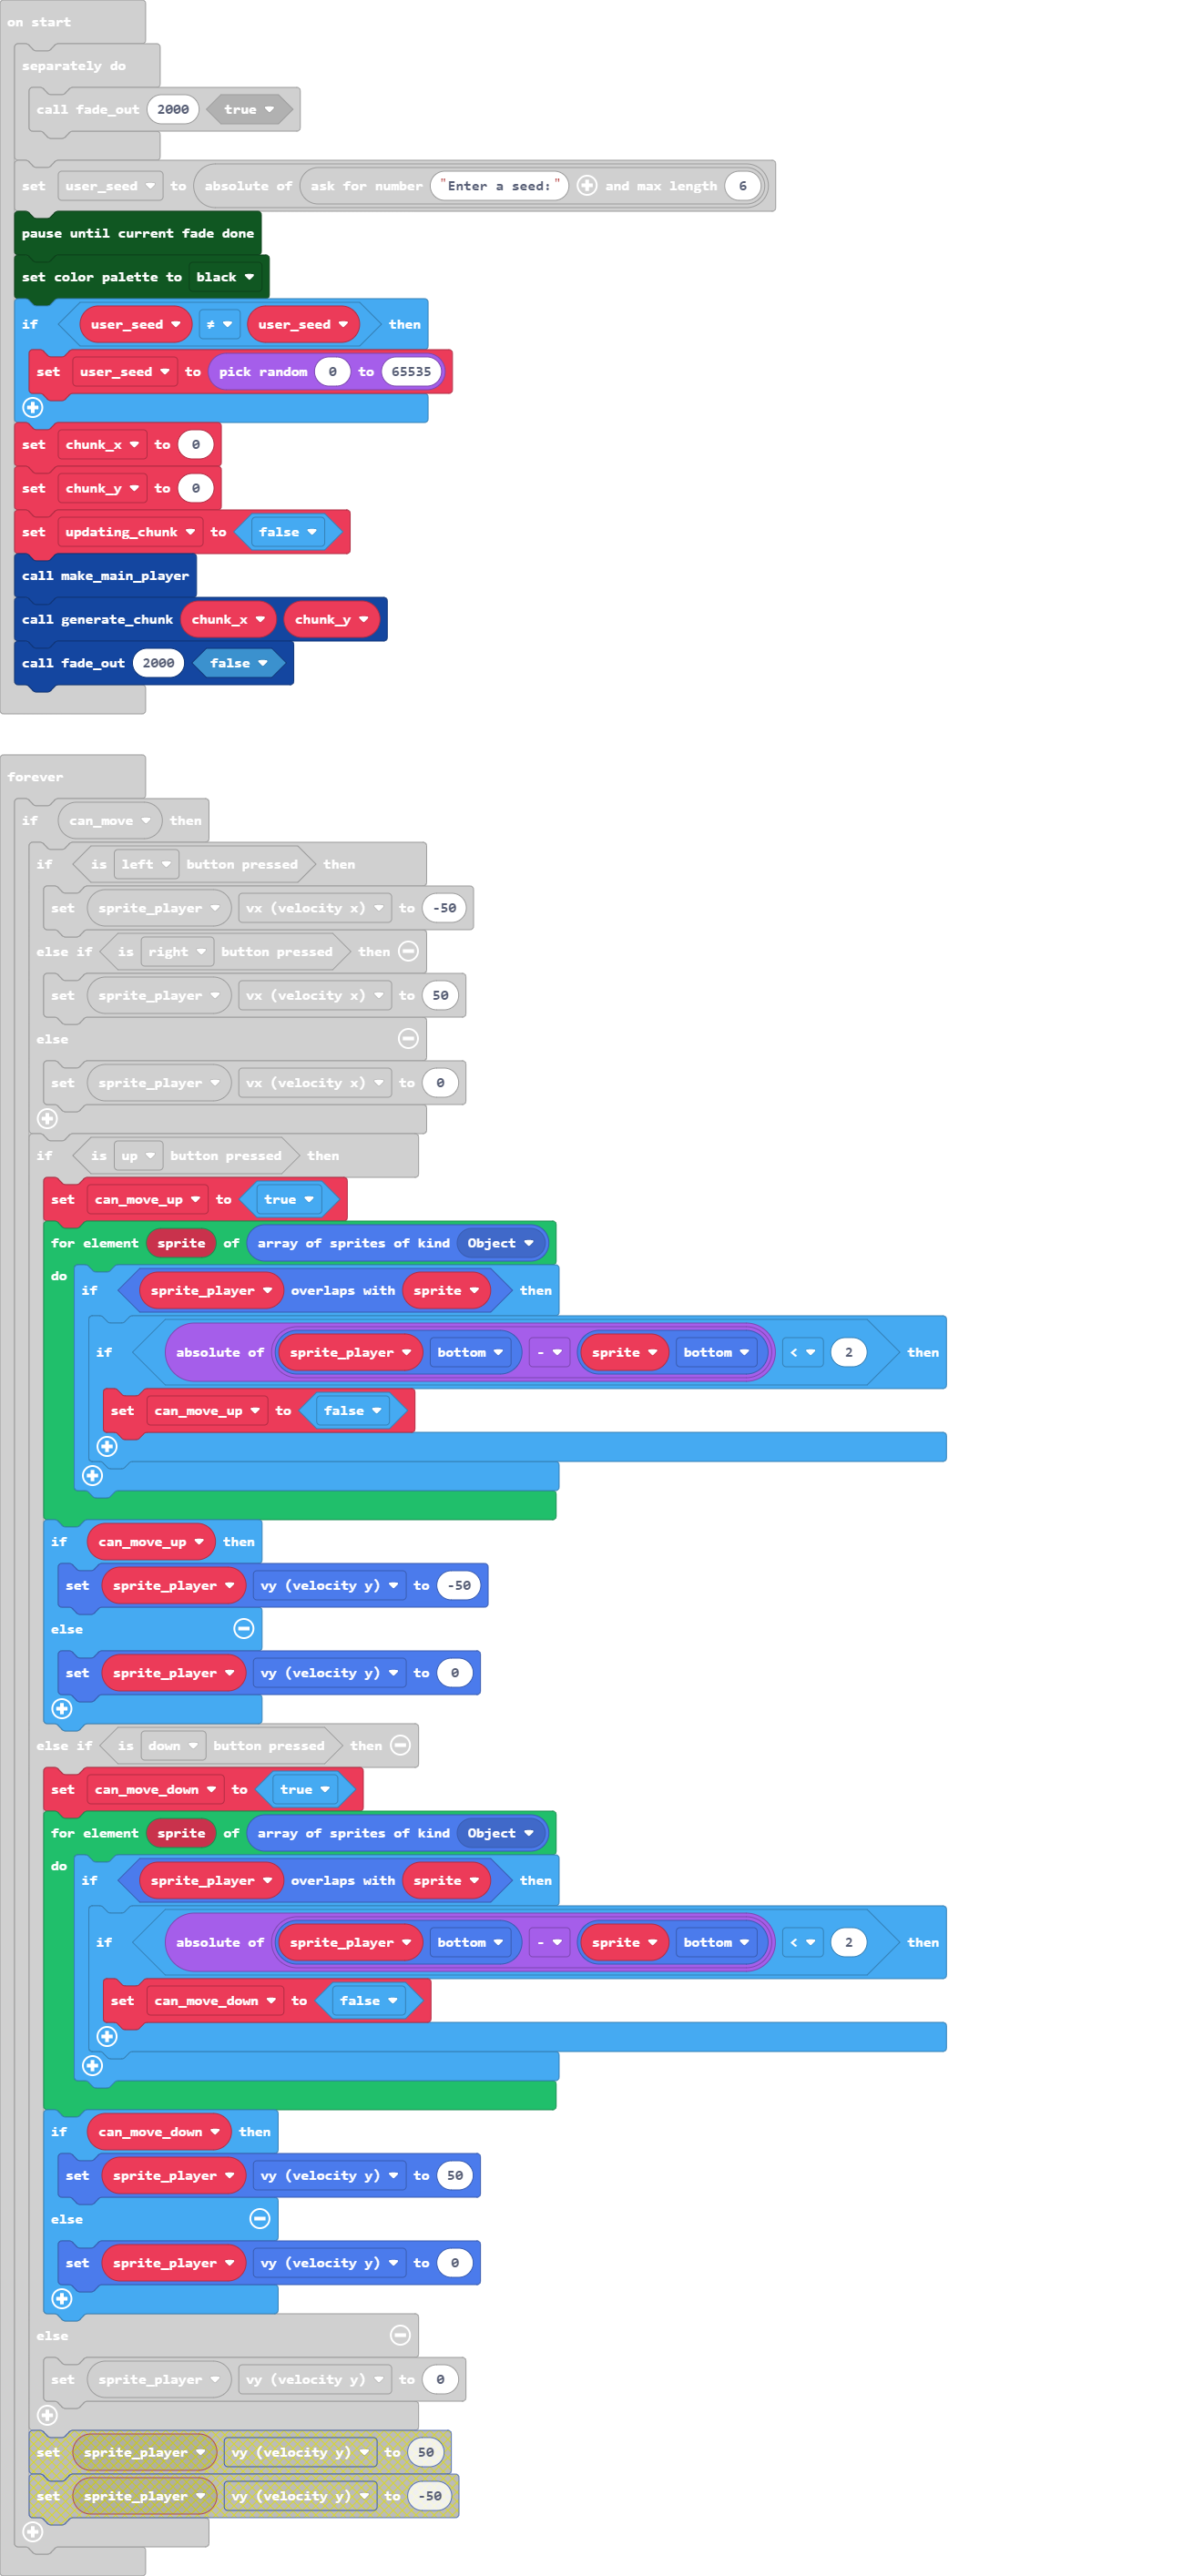 on start
separately do
call fade_out 2000 true
set user_seed to absolute of ask for number "Enter a seed:" and max length 6
pause until current fade done
set color palette to black
if user_seed ≠ user_seed then
set user_seed to pick random 0 to 65535
set chunk_x to 0
set chunk_y to 0
set updating_chunk to false
call make_main_player
call generate_chunk chunk_x chunk_y
call fade_out 2000 false
forever
if can_move then
if is left button pressed then
set sprite_player vx (velocity x) to -50
else if is right button pressed then
set sprite_player vx (velocity x) to 50
else
set sprite_player vx (velocity x) to 0
if is up button pressed then
set can_move_up to true
for element sprite of array of sprites of kind Object
do if sprite_player overlaps with sprite then
if absolute of sprite_player bottom - sprite bottom < 2 then
set can_move_up to false
if can_move_up then
set sprite_player vy (velocity y) to -50
else
set sprite_player vy (velocity y) to 0
else if is down button pressed then
set can_move_down to true
for element sprite of array of sprites of kind Object
do if sprite_player overlaps with sprite then
if absolute of sprite_player bottom - sprite bottom < 2 then
set can_move_down to false
if can_move_down then
set sprite_player vy (velocity y) to 50
else
set sprite_player vy (velocity y) to 0
else
set sprite_player vy (velocity y) to 0
set sprite_player vy (velocity y) to 50
set sprite_player vy (velocity y) to -50